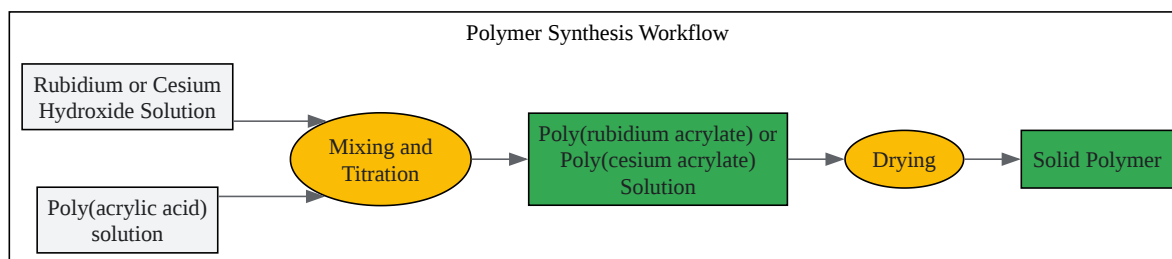 Polymer Synthesis Workflow
Rubidium or Cesium
Hydroxide Solution
Poly(acrylic acid)
solution
Mixing and
Titration
Poly(rubidium acrylate) or
Poly(cesium acrylate)
Solution
Drying
Solid Polymer